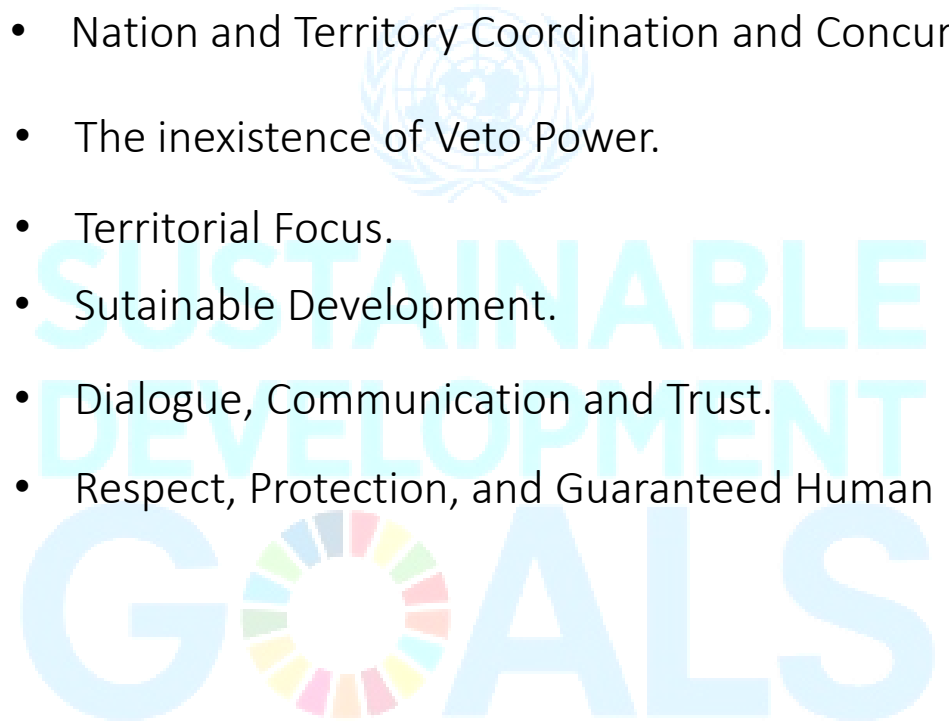 • Nation and Territory Coordination and Concur
• The inexistence of Veto Power.
• Territorial Focus.
• Sutainable Development.
• Dialogue, Communication and Trust.
• Respect, Protection, and Guaranteed Human
SUSTAINABLE
DEVELOPMENT
GOALS